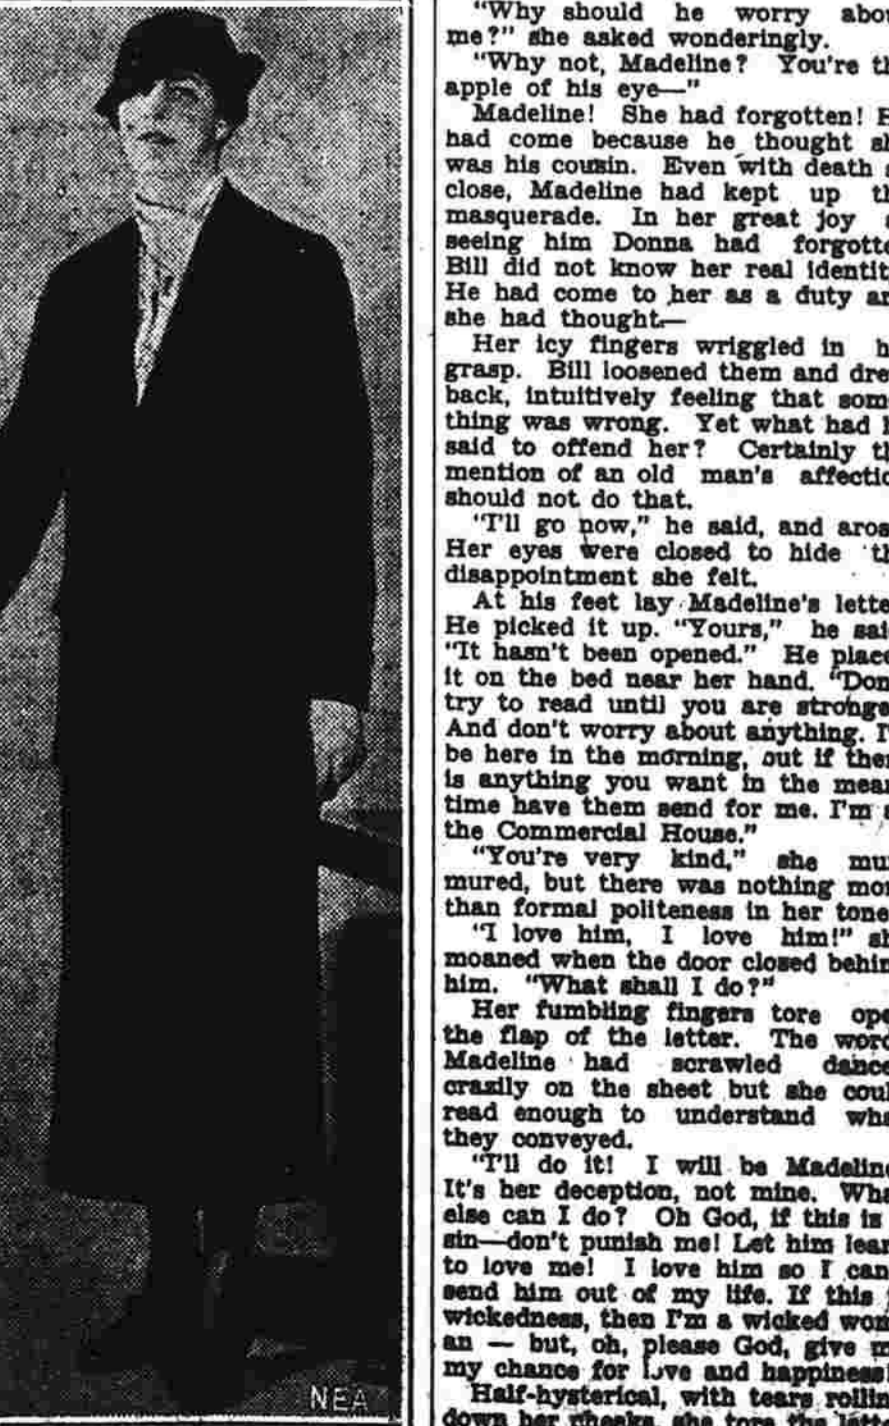 NEA
"Why should he worry abou
me?" she asked wonderingly.
"Why not, Madeline? You're th
apple of his eye—"
Madeline! She had forgotten! H
had come because he thought sh
was his cousin. Even with death s
close, Madeline had kept up th
masquerade. In her great joy
seeing him Donna had forgotte
Bill did not know her real identit
He had come to her as a duty an
she had thought—
Her icy fingers wriggled in h
grasp. Bill loosened them and dre
back, intuitively feeling that some
thing was wrong. Yet what had h
said to offend her? Certainly th
mention of an old man's affectio
should not do that.
"I'll go now," he said, and aros
Her eyes were closed to hide th
disappointment she felt.
At his feet lay Madeline's lette
He picked it up. "Yours," he sai
"It hasn't been opened." He place
it on the bed near her hand. "Don
try to read until you are stronge
And don't worry about anything. I'
be here in the morning, out if ther
is anything you want in the mean
time have them send for me. I'm a
the Commercial House."
"You're very kind," she mur
mured, but there was nothing mor
than formal politeness in her tone
"I love him, I love him!" sh
moaned when the door closed behin
him. "What shall I do?"
Her fumbling fingers tore ope
the flap of the letter. The word
Madeline had scrawled dance
crazily on the sheet but she coul
read enough to understand wha
they conveyed.
"I'll do it! I will be Madeline
It's her deception, not mine. Wha
else can I do? Oh God, if this is
sin—don't punish me! Let him lear
to love me! I love him so I can
send him out of my life. If this
wickedness, then I'm a wicked wom
an — but, oh, please God, give m
my chance for love and happiness!
Half-hysterical, with tears rollin
down her cheeks, she